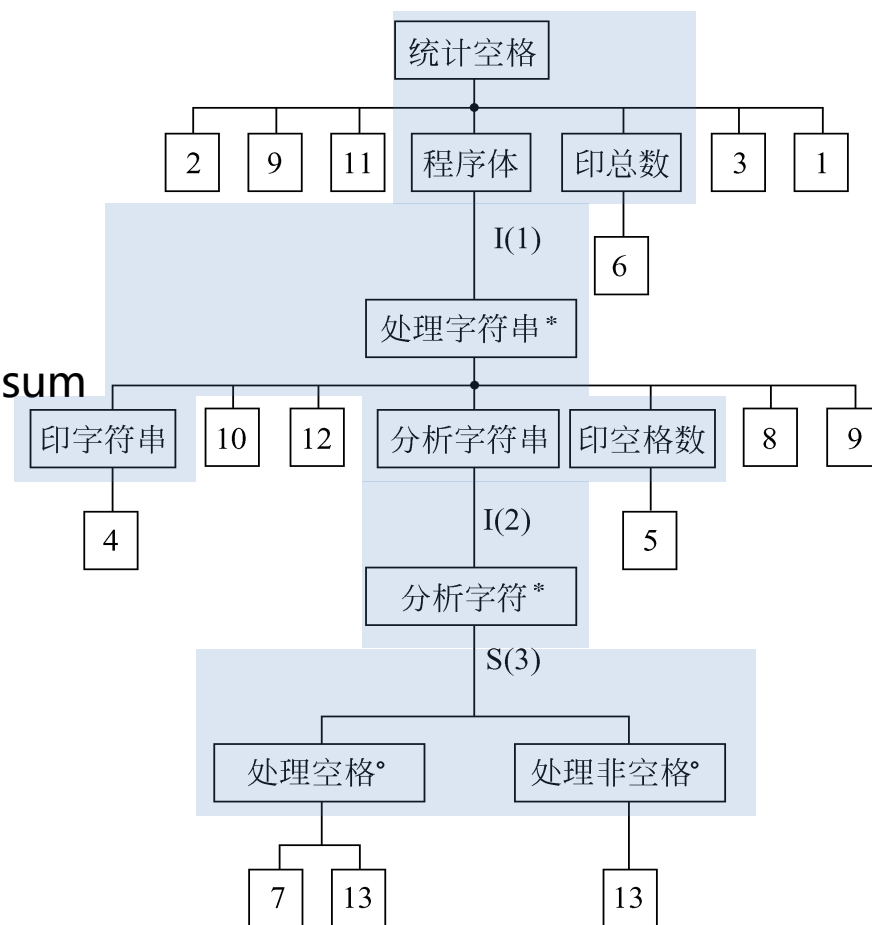 统计空格
2 9 11 程序体 印总数 3 1
I(1)
6
处理字符串*
sum
印字符串 10 12 分析字符串 印空格数 8 9
I(2)
4 5
分析字符*
S(3)
处理空格° 处理非空格°
7 13 13